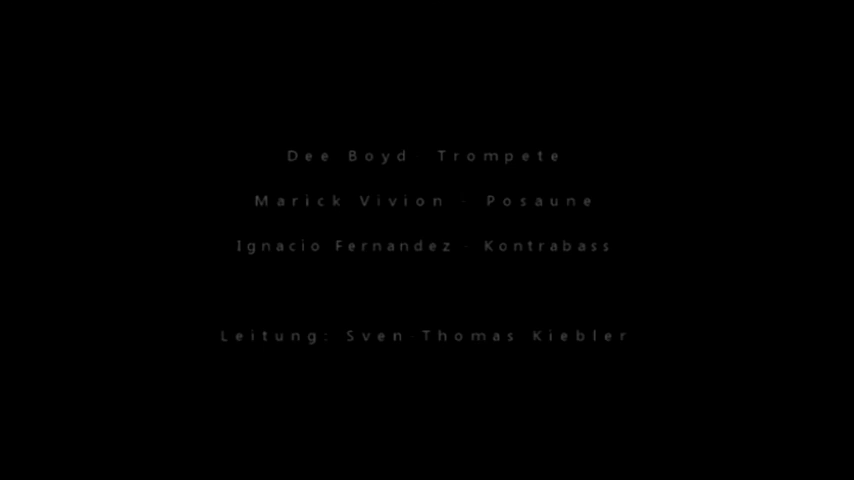 Dee Boyd - Trompete
Marick Vivion - Posaune
Ignacio Fernandez - Kontrabass
Leitung: Sven-Thomas Kiebler